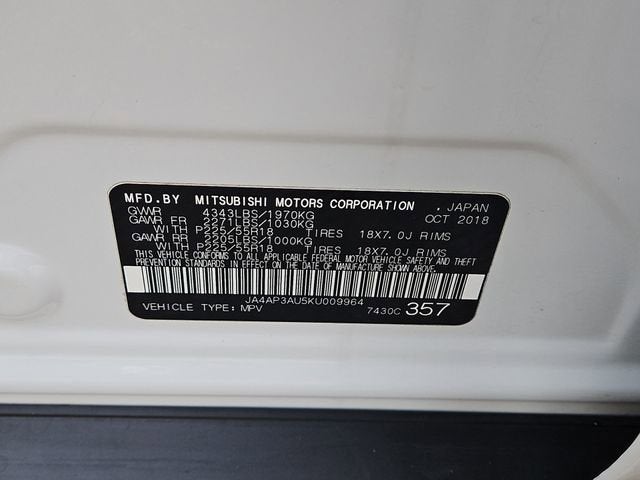 MFD.BY MITSUBISHI MOTORS CORPORATION , JAPAN
GVWR 4343LBS/1970KG OCT 2018
GAWR FR 2271LBS/1030KG
WITH P225/55R18 TIRES 18X7.0J RIMS
GAWR RR 2205LBS/1000KG
WITH P225/55R18 TIRES 18X7.0J RIMS
THIS VEHICLE CONFORMS TO ALL APPLICABLE FEDERAL MOTOR VEHICLE SAFETY AND THEFT
PREVENTION STANDARDS IN EFFECT ON THE DATE OF MANUFACTURE SHOWN ABOVE.
JA4AP3AU5KU009964
VEHICLE TYPE: MPV 7430C 357